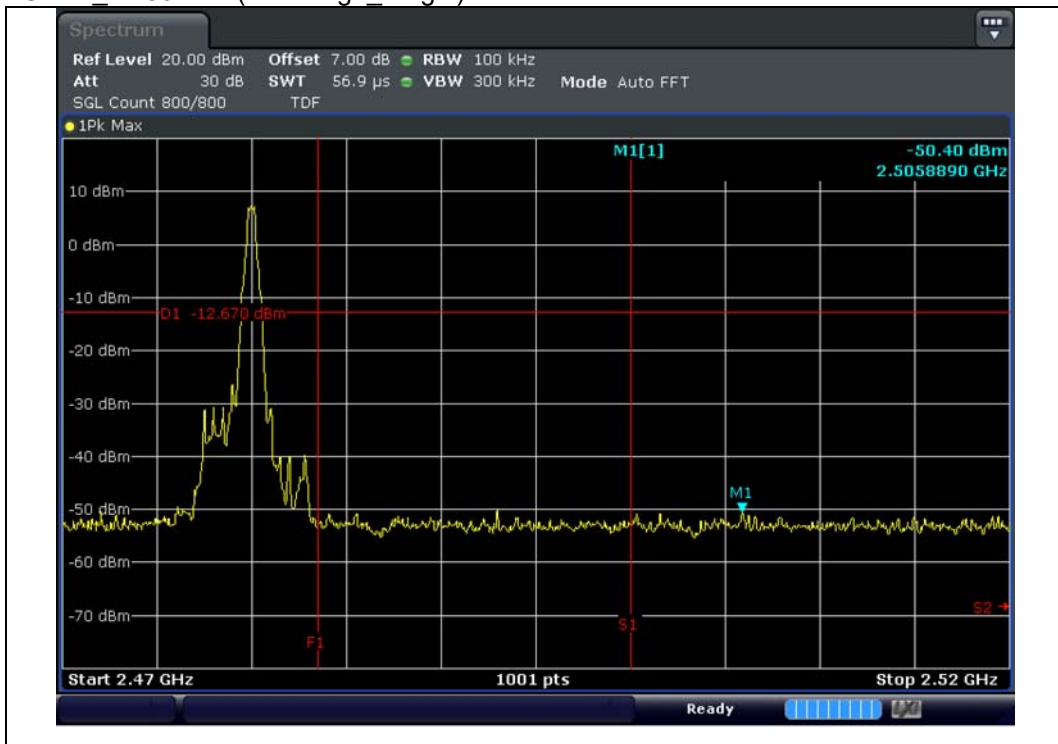 Spectrum
Ref Level 20.00 dBm Offset 7.00 dB RBW 100 kHz
Att 30 dB SWT 56.9 µs VBW 300 kHz Mode Auto FFT
SGL Count 800/800 TDF
1Pk Max
M1[1] -50.40 dBm
2.5058890 GHz
10 dBm
0 dBm
-10 dBm
D1 -12.670 dBm
-20 dBm
-30 dBm
-40 dBm
M1
-50 dBm
-60 dBm
S2
-70 dBm
S1
F1
Start 2.47 GHz 1001 pts Stop 2.52 GHz
Ready